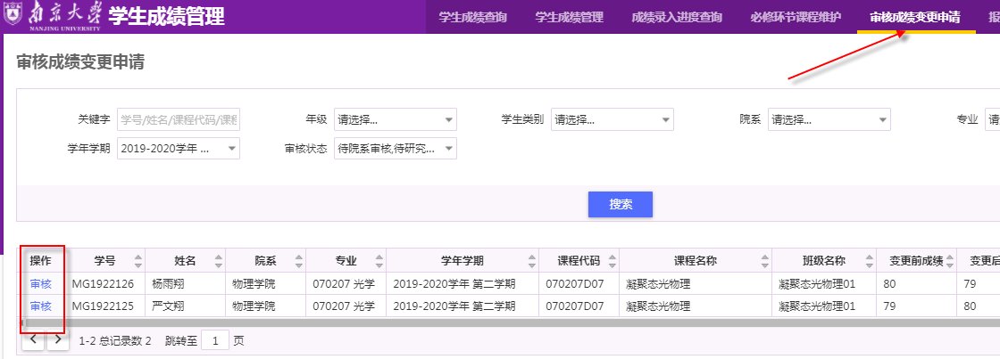 南京大学 学生成绩管理 学生成绩查询 学生成绩管理 成绩录入进度查询 必修环节课程维护 审核成绩变更申请 报
NANJING UNIVERSITY
审核成绩变更申请
关键字 学号/姓名/课程代码/课程 年级 请选择... 学生类别 请选择... 院系 请选择... 专业 请
学年学期 2019-2020学年 ... 审核状态 待院系审核,待研究...
搜索
操作 学号 姓名 院系 专业 学年学期 课程代码 课程名称 班级名称 变更前成绩 变更后
审核 MG1922126 杨雨翔 物理学院 070207 光学 2019-2020学年 第二学期 070207D07 凝聚态光物理 凝聚态光物理01 80 79
审核 MG1922125 严文翔 物理学院 070207 光学 2019-2020学年 第二学期 070207D07 凝聚态光物理 凝聚态光物理01 79 80
1-2 总记录数 2 跳转至 1 页